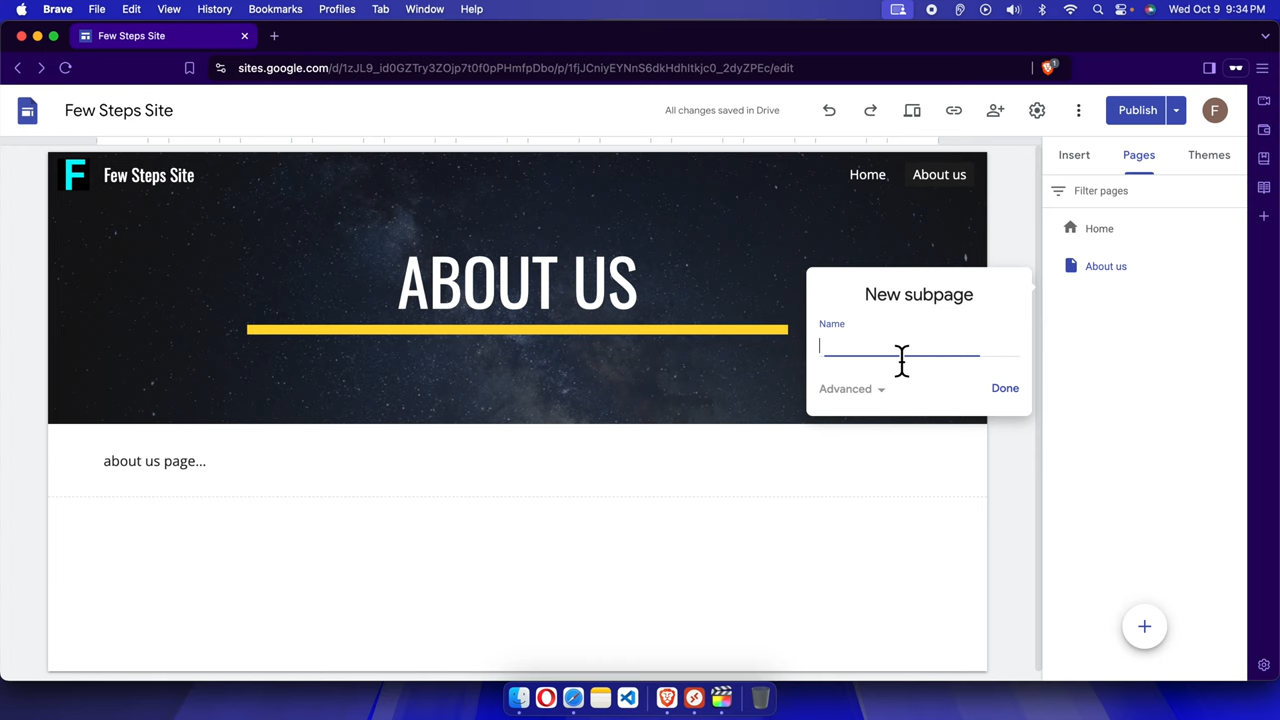 Brave File Edit View History Bookmarks Profiles Tab Window Help Wed Oct 9 9:34 PM
Few Steps Site
sites.google.com/d/1zJL9_id0GZTry3ZOjp7t0f0pPHmfpDbo/p/1fjJCniyEYNnS6dkHdhItkjc0_2dyZPEc/edit 1
Few Steps Site All changes saved in Drive Publish F
Insert Pages Themes
F Few Steps Site Home About us
Filter pages
Home
About us
ABOUT US
New subpage
Name
Advanced Done
about us page...